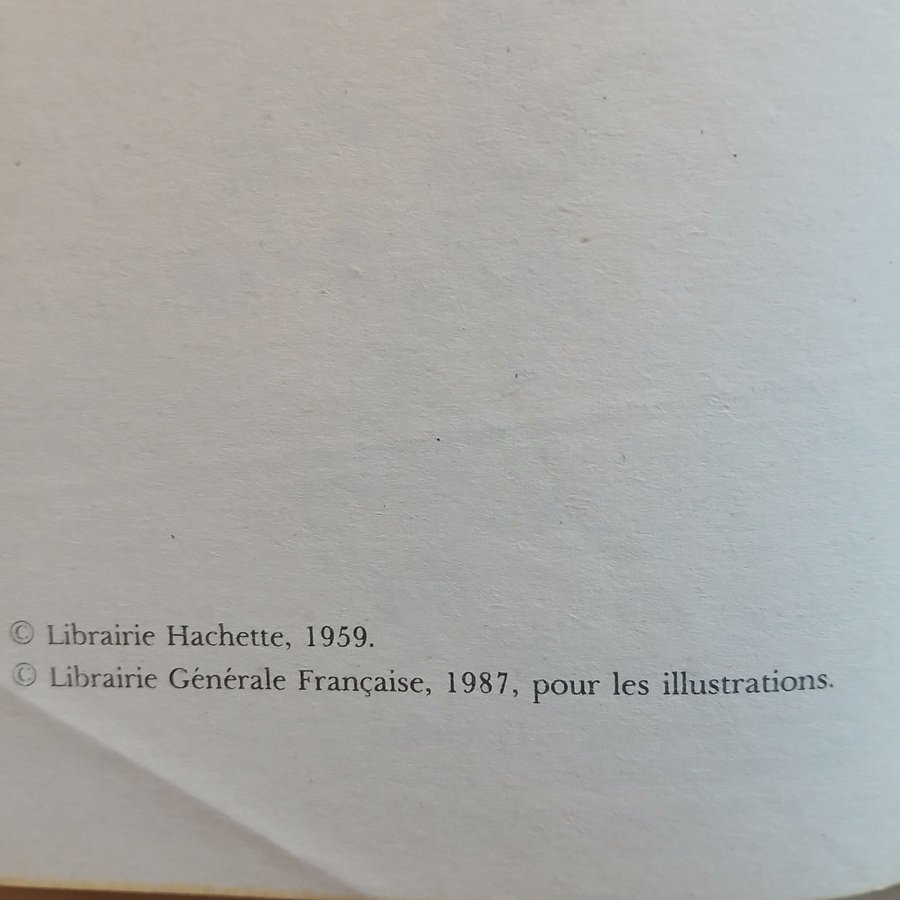 © Librairie Hachette, 1959.
© Librairie Générale Française, 1987, pour les illustrations.